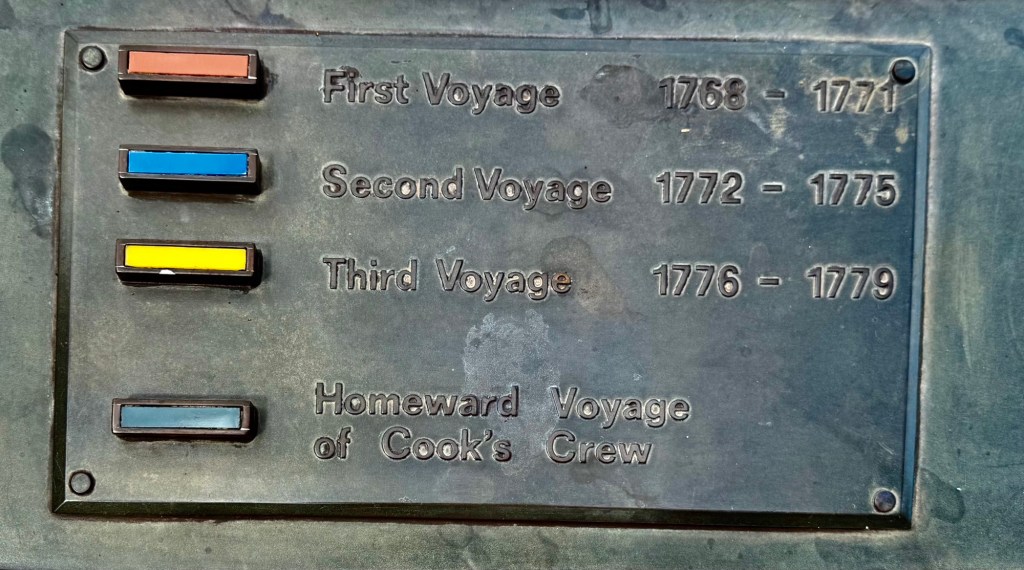 First Voyage 1768 - 1771
Second Voyage 1772 - 1775
Third Voyage 1776 - 1779
Homeward Voyage
of Cook's Crew